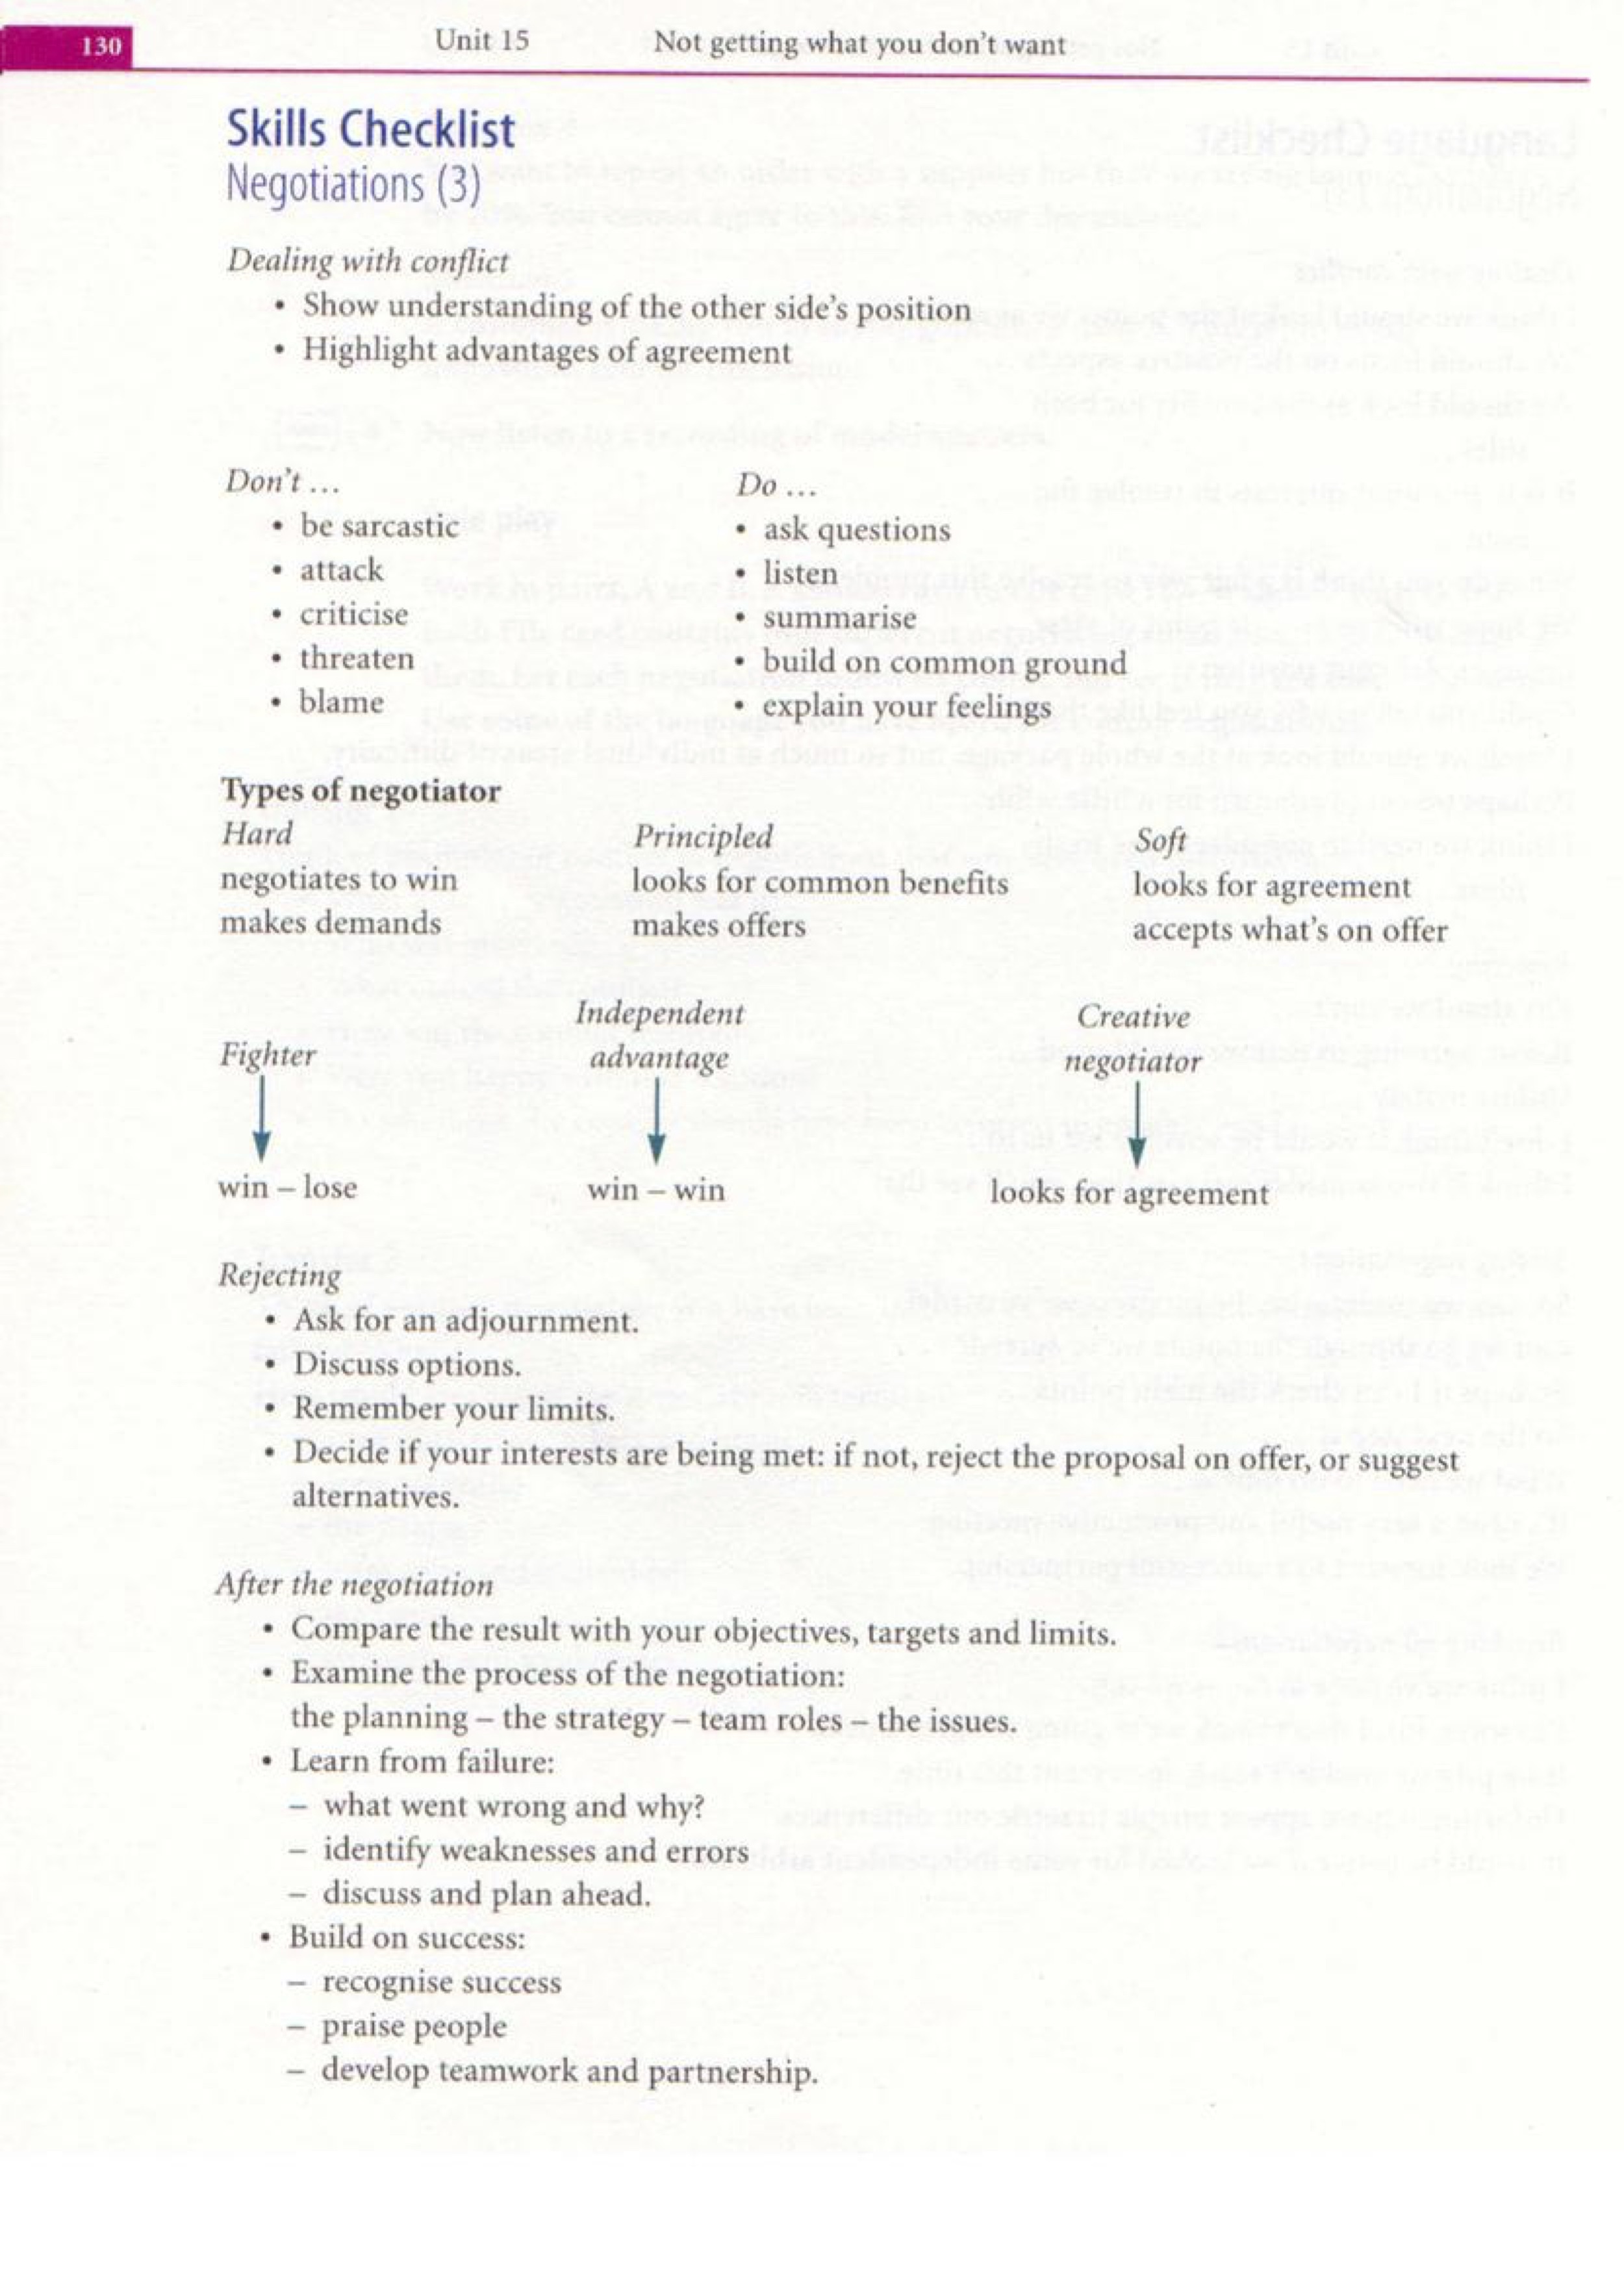 130 Unit 15 Not getting what you don't want
Skills Checklist
Negotiations (3)
Dealing with conflict
• Show understanding of the other side's position
• Highlight advantages of agreement
Don't ...
• be sarcastic
• attack
• criticise
• threaten
• blame
Do ...
• ask questions
• listen
• summarise
• build on common ground
• explain your feelings
Types of negotiator
Hard
negotiates to win
makes demands
Principled
looks for common benefits
makes offers
Soft
looks for agreement
accepts what's on offer
Fighter
win – lose
Independent
advantage
win – win
Creative
negotiator
looks for agreement
Rejecting
• Ask for an adjournment.
• Discuss options.
• Remember your limits.
• Decide if your interests are being met: if not, reject the proposal on offer, or suggest
alternatives.
After the negotiation
• Compare the result with your objectives, targets and limits.
• Examine the process of the negotiation:
the planning – the strategy – team roles – the issues.
• Learn from failure:
– what went wrong and why?
– identify weaknesses and errors
– discuss and plan ahead.
• Build on success:
– recognise success
– praise people
– develop teamwork and partnership.